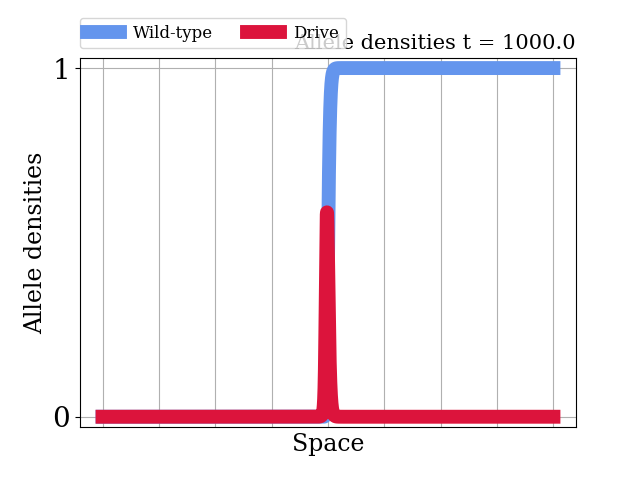 Wild-type Drive
Allele densities t = 1000.0
1
0
Allele densities
Space